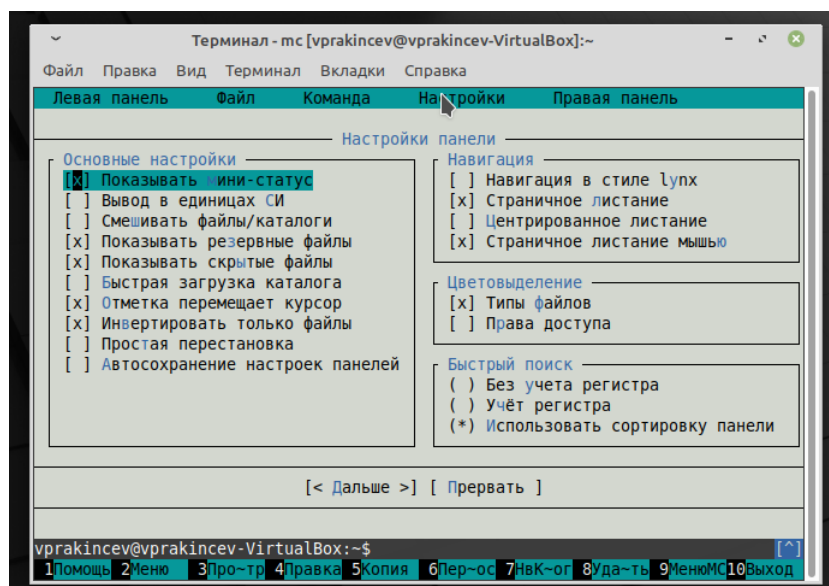 Терминал - mc [vprakincev@vprakincev-VirtualBox]:~
Файл Правка Вид Терминал Вкладки Справка
Левая панель Файл Команда Настройки Правая панель
Настройки панели
Основные настройки
[x] Показывать мини-статус
[ ] Вывод в единицах СИ
[ ] Смешивать файлы/каталоги
[x] Показывать резервные файлы
[x] Показывать скрытые файлы
[ ] Быстрая загрузка каталога
[x] Отметка перемещает курсор
[x] Инвертировать только файлы
[ ] Простая перестановка
[ ] Автосохранение настроек панелей
Навигация
[ ] Навигация в стиле lynx
[x] Страничное листание
[ ] Центрированное листание
[x] Страничное листание мышью
Цветовыделение
[x] Типы файлов
[ ] Права доступа
Быстрый поиск
( ) Без учета регистра
( ) Учёт регистра
(*) Использовать сортировку панели
[< Дальше >] [ Прервать ]
vprakincev@vprakincev-VirtualBox:~$ [^]
1Помощь 2Меню 3Про~тр 4Правка 5Копия 6Пер~ос 7НвК~ог 8Уда~ть 9МенюМС 10Выход